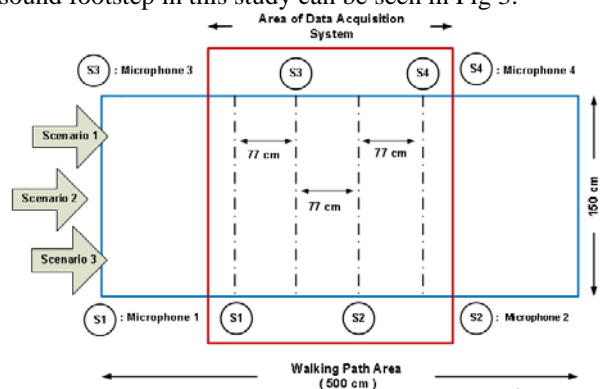 sound footstep in this study can be seen in Fig 3.
Area of Data Acquisition
System
S3 : Microphone 3
S3
S4
S4 : Microphone 4
Scenario 1
77 cm
77 cm
Scenario 2
77 cm
150 cm
Scenario 3
S1 : Microphone 1
S1
S2
S2 : Microphone 2
Walking Path Area
( 500 cm )